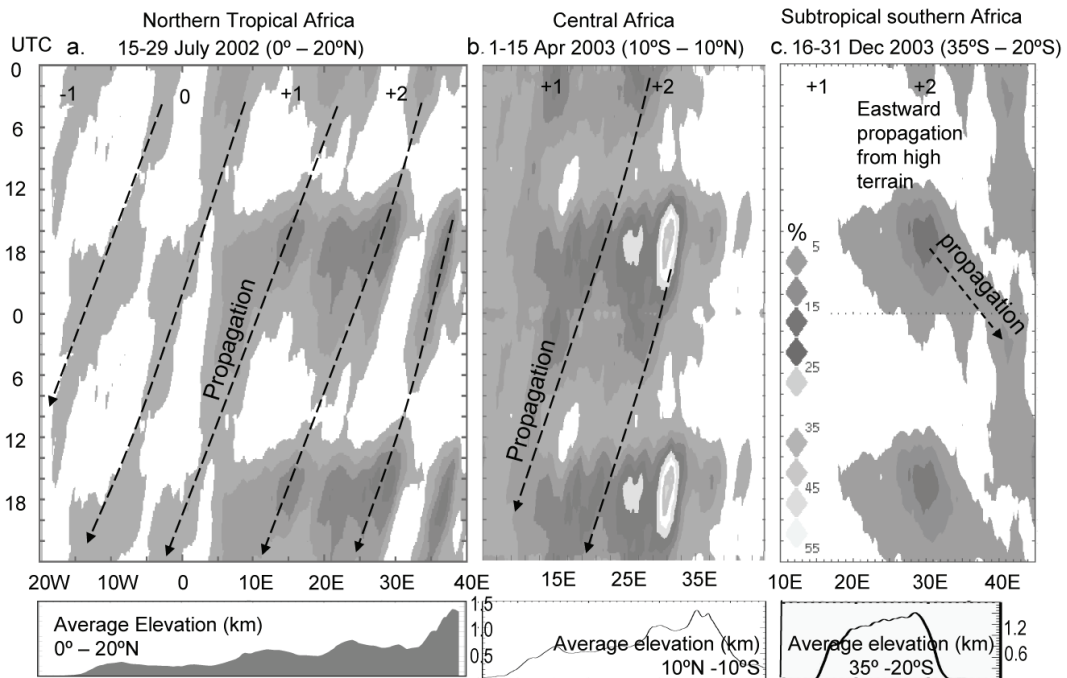 Northern Tropical Africa
UTC a. 15-29 July 2002 (0º – 20ºN)
Central Africa
b. 1-15 Apr 2003 (10ºS – 10ºN)
Subtropical southern Africa
c. 16-31 Dec 2003 (35ºS – 20ºS)
0
6
12
18
0
6
12
18
-1 0 +1 +2
Propagation
20W 10W 0 10E 20E 30E 40E
+1 +2
Propagation
15E 25E 35E
+1 +2
Eastward
propagation
from high
terrain
propagation
%
5
15
15
25
35
45
55
10E 20E 30E 40E
Average Elevation (km)
0º – 20ºN
1.5
1.0
0.5
Average elevation (km)
10ºN -10ºS
Average elevation (km)
35º -20ºS
1.2
0.6